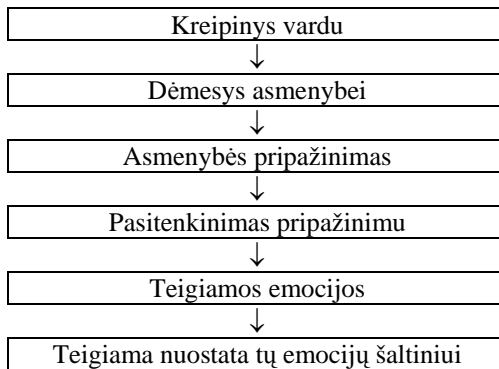 Kreipinys vardu
↓
Dėmesys asmenybei
↓
Asmenybės pripažinimas
↓
Pasitenkinimas pripažinimu
↓
Teigiamos emocijos
↓
Teigiama nuostata tų emocijų šaltiniui